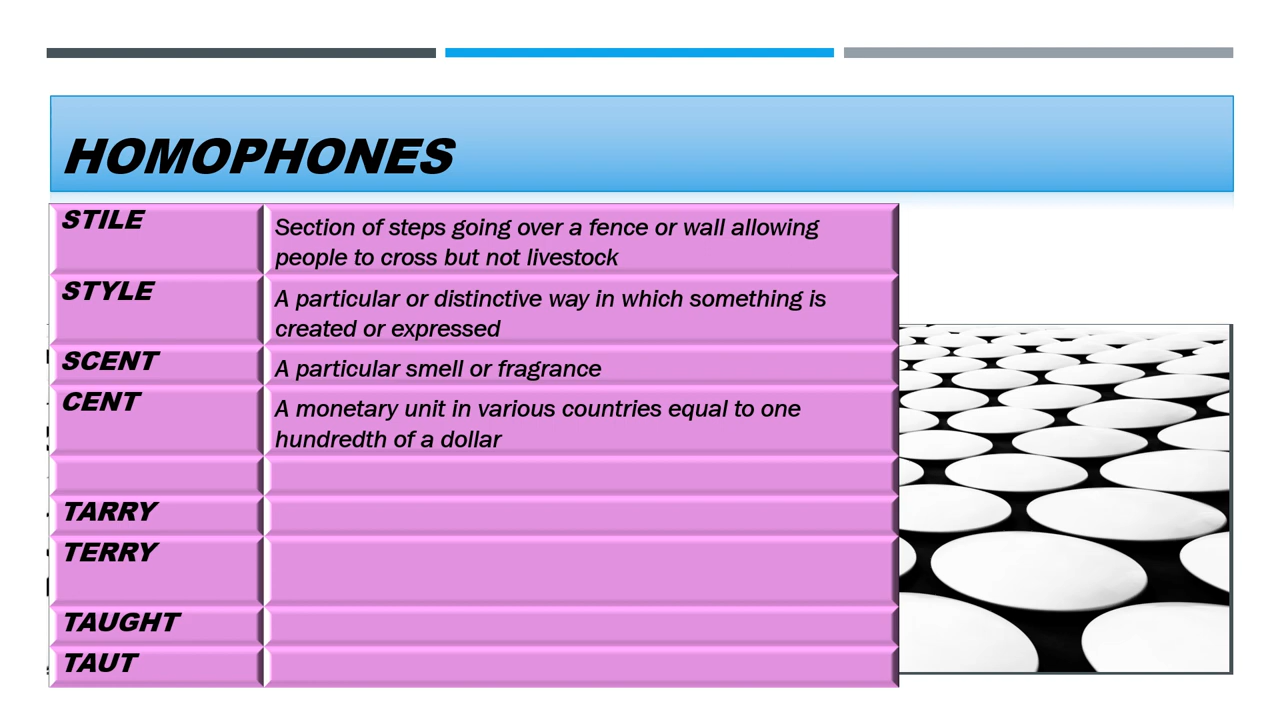 HOMOPHONES
STILE
Section of steps going over a fence or wall allowing
people to cross but not livestock
STYLE
A particular or distinctive way in which something is
created or expressed
SCENT
A particular smell or fragrance
CENT
A monetary unit in various countries equal to one
hundredth of a dollar
TARRY
TERRY
TAUGHT
TAUT